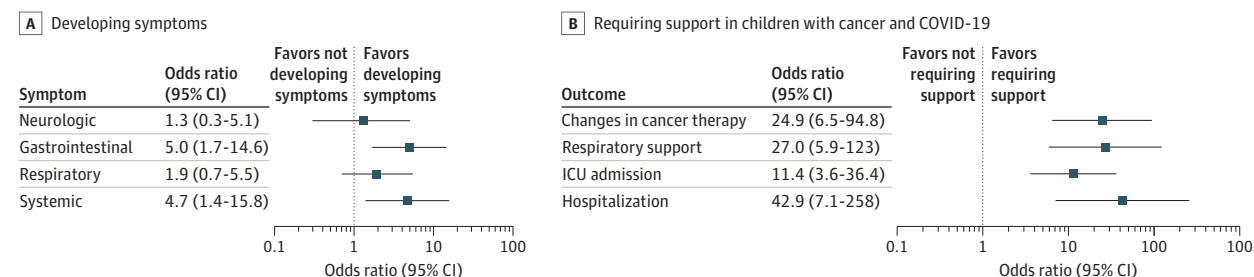 A Developing symptoms
Favors not developing symptoms
Favors developing symptoms
Symptom Odds ratio (95% CI)
Neurologic 1.3 (0.3-5.1)
Gastrointestinal 5.0 (1.7-14.6)
Respiratory 1.9 (0.7-5.5)
Systemic 4.7 (1.4-15.8)
0.1 1 10 100
Odds ratio (95% CI)
B Requiring support in children with cancer and COVID-19
Favors not requiring support
Favors requiring support
Outcome Odds ratio (95% CI)
Changes in cancer therapy 24.9 (6.5-94.8)
Respiratory support 27.0 (5.9-123)
ICU admission 11.4 (3.6-36.4)
Hospitalization 42.9 (7.1-258)
0.1 1 10 100 100
Odds ratio (95% CI)